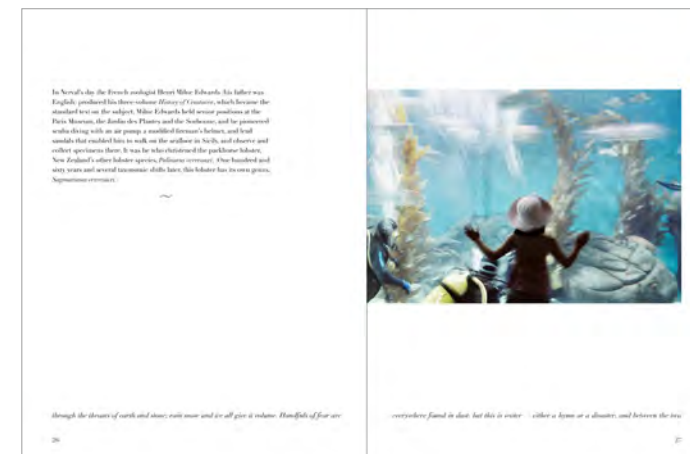 In Nerval's day the French zoologist Henri Milne Edwards (his father was
English) produced his three-volume History of Crustacea, which became the
standard text on the subject. Milne Edwards held senior positions at the
Paris Museum, the Jardin des Plantes and the Sorbonne, and he pioneered
scuba diving with an air pump, a modified fireman's helmet, and lead
sandals that enabled him to walk on the seafloor in Sicily, and observe and
collect specimens there. It was he who christened the packhorse lobster,
New Zealand's other lobster species, Palinurus verreauxi. (One hundred and
sixty years and several taxonomic shifts later, this lobster has its own genus,
Sagmariasus verreauxi.)
~
through the throats of earth and stone; rain snow and ice all give it volume. Handfuls of fear are
everywhere found in dust, but this is water either a hymn or a disaster, and between the two
26
27